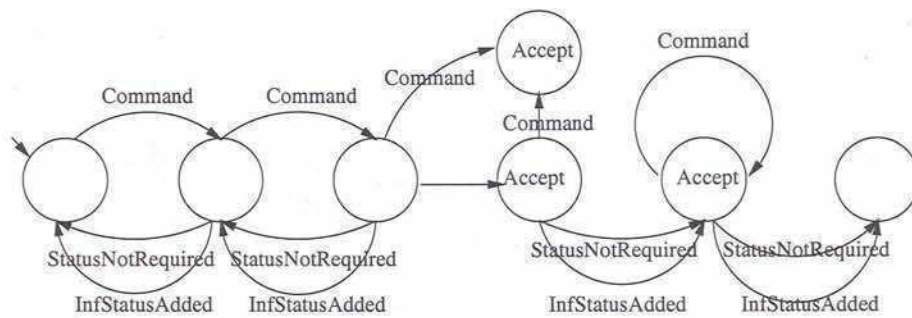 Accept
Command
Command
Command
Command
Command
Accept
Accept
StatusNotRequired
StatusNotRequired
StatusNotRequired
StatusNotRequired
InfStatusAdded
InfStatusAdded
InfStatusAdded
InfStatusAdded